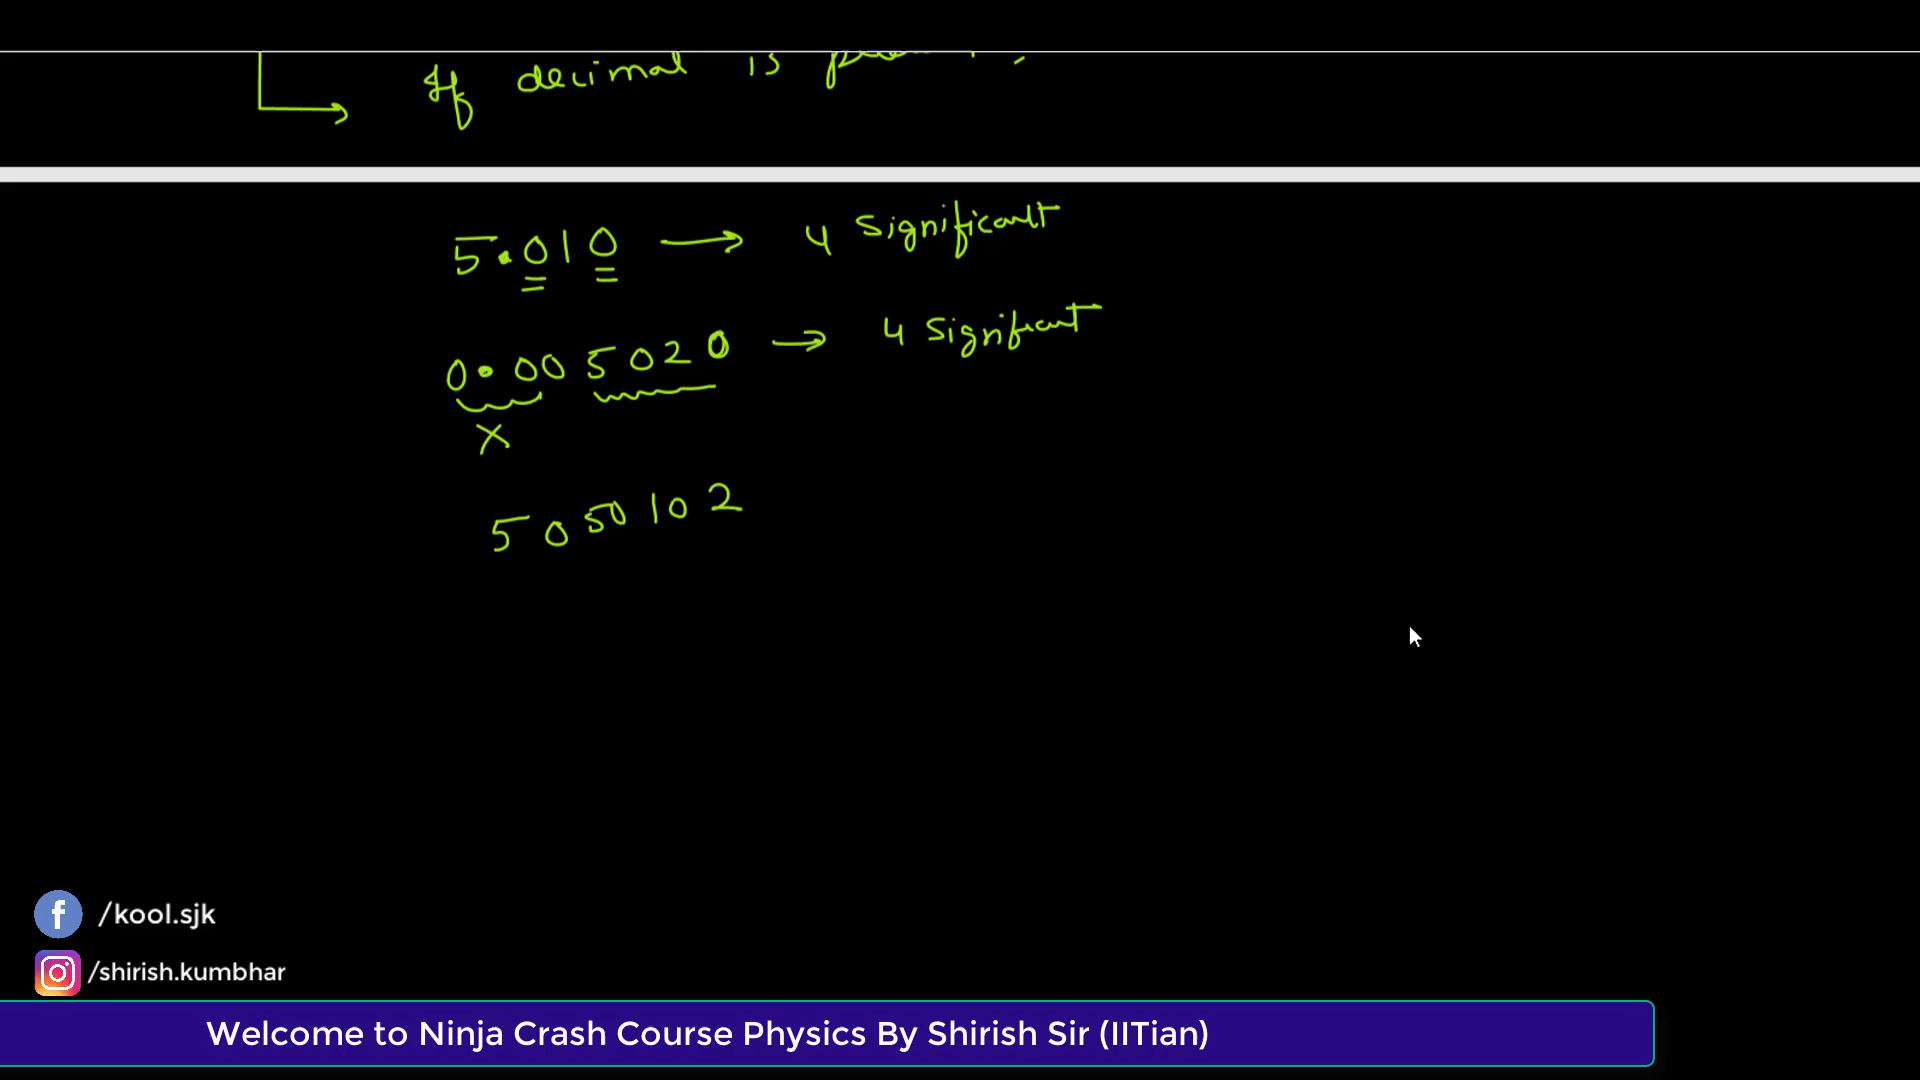 If decimal is
5.010 → 4 Significant
0.005020 → 4 Significant
X
5050102
/kool.sjk
/shirish.kumbhar
Welcome to Ninja Crash Course Physics By Shirish Sir (IITian)